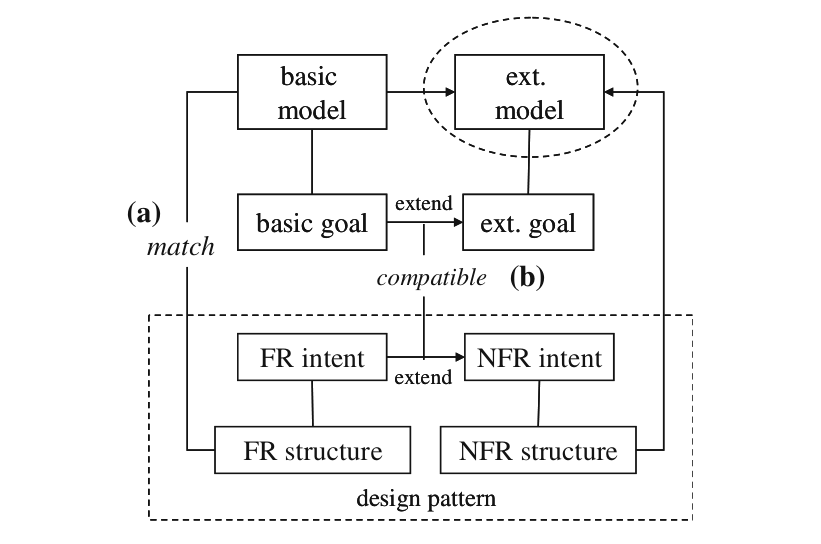 basic
model
ext.
model
(a)
match
basic goal
extend
ext. goal
compatible
(b)
FR intent
extend
NFR intent
FR structure
NFR structure
design pattern